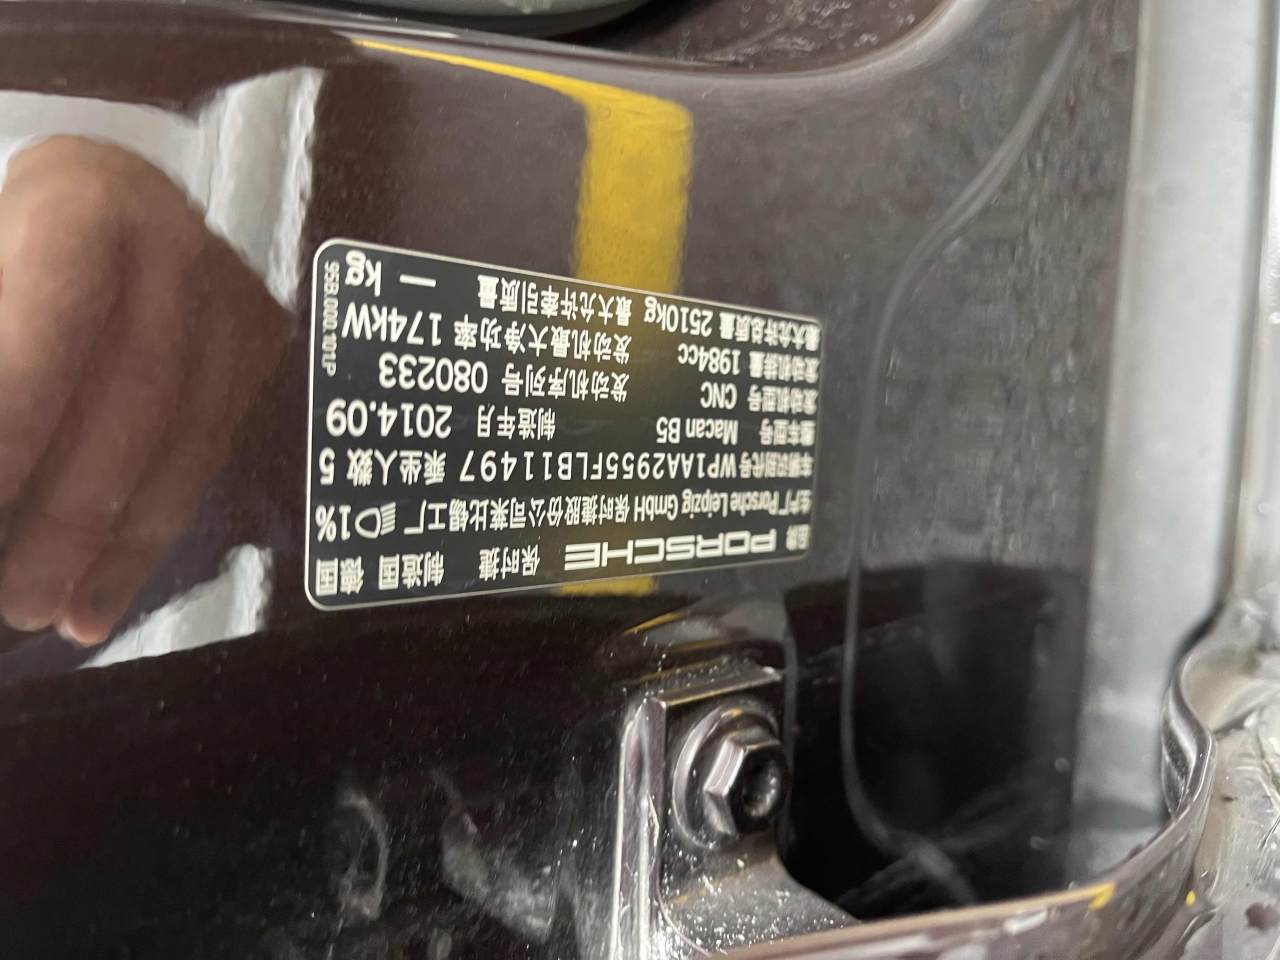 品牌 PORSCHE 保时捷 制造国 德国
生产厂 Porsche Leipzig GmbH 保时捷股份公司莱比锡工厂 1%
车辆识别代号 WP1AA2955FLB11497 乘坐人数 5
整车型号 Macan B5 制造年月 2014.09
发动机型号 CNC 发动机序列号 080233
发动机排量 1984cc 发动机最大净功率 174kW
最大允许总质量 2510kg 最大允许牵引质量 — kg
95B.000.101.P